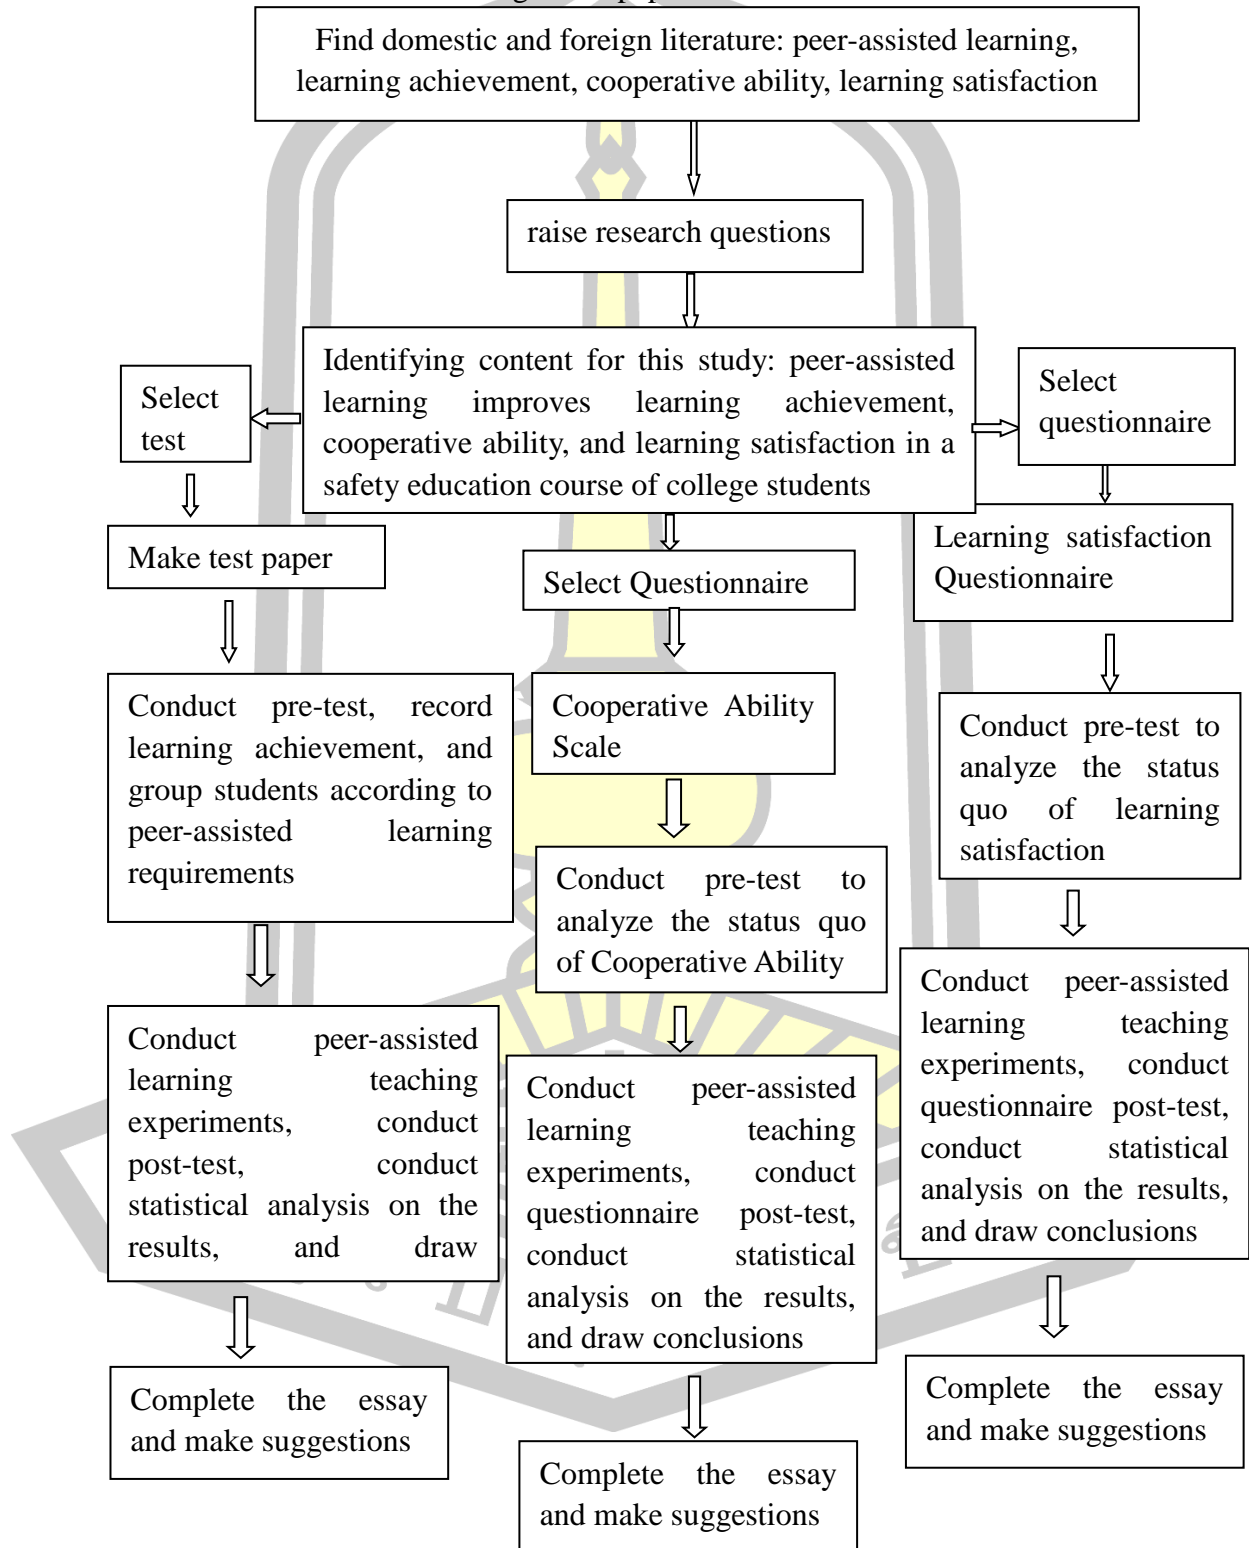 Find domestic and foreign literature: peer-assisted learning,
learning achievement, cooperative ability, learning satisfaction
raise research questions
Identifying content for this study: peer-assisted
learning improves learning achievement,
cooperative ability, and learning satisfaction in a
safety education course of college students
Select
test
Select
questionnaire
Make test paper
Select Questionnaire
Learning satisfaction
Questionnaire
Conduct pre-test, record
learning achievement, and
group students according to
peer-assisted learning
requirements
Cooperative Ability
Scale
Conduct pre-test to
analyze the status
quo of learning
satisfaction
Conduct pre-test to
analyze the status quo
of Cooperative Ability
Conduct peer-assisted
learning teaching
experiments, conduct
post-test, conduct
statistical analysis on the
results, and draw
Conduct peer-assisted
learning teaching
experiments, conduct
questionnaire post-test,
conduct statistical
analysis on the results,
and draw conclusions
Conduct peer-assisted
learning teaching
experiments, conduct
questionnaire post-test,
conduct statistical
analysis on the results,
and draw conclusions
Complete the essay
and make suggestions
Complete the essay
and make suggestions
Complete the essay
and make suggestions